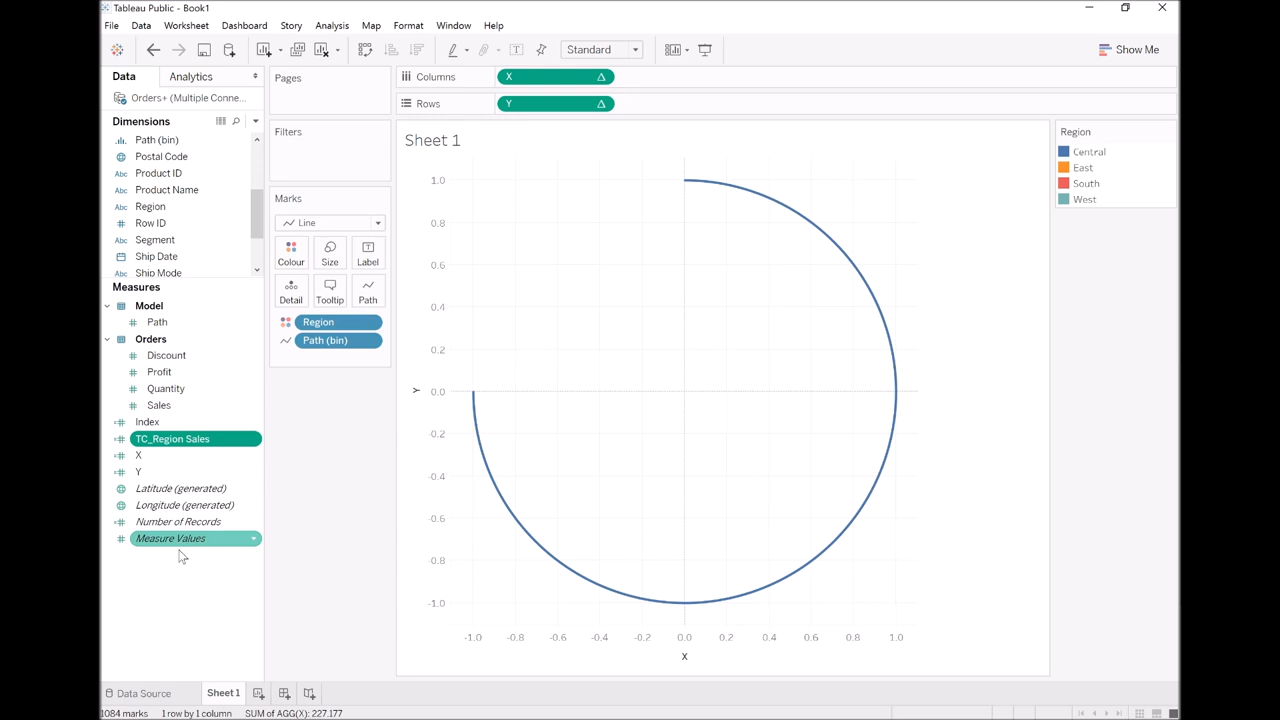 Tableau Public - Book1
File Data Worksheet Dashboard Story Analysis Map Format Window Help
Standard
Show Me
Data Analytics
Orders+ (Multiple Conne...
Dimensions
Path (bin)
Abc Postal Code
Abc Product ID
Abc Product Name
Abc Region
# Row ID
Abc Segment
Ship Date
Abc Ship Mode
Measures
Model
# Path
Orders
# Discount
# Profit
# Quantity
# Sales
Index
TC_Region Sales
X
Y
Latitude (generated)
Longitude (generated)
Number of Records
# Measure Values
Pages
Filters
Marks
Line
Colour Size Label
Detail Tooltip Path
Region
Path (bin)
Columns X Δ
Rows Y Δ
Sheet 1
1.0
0.8
0.6
0.4
0.2
Y 0.0
-0.2
-0.4
-0.6
-0.8
-1.0
-1.0 -0.8 -0.6 -0.4 -0.2 0.0 0.2 0.4 0.6 0.8 1.0
X
Region
Central
East
South
West
Data Source Sheet 1
1084 marks 1 row by 1 column SUM of AGG(X): 227.177